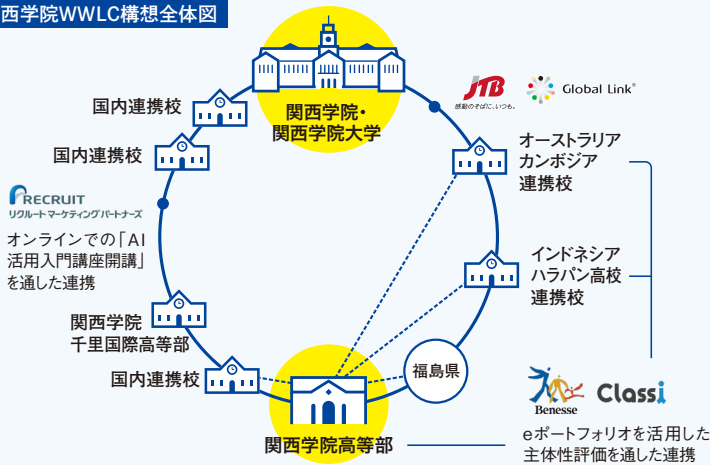 西学院WWLC構想全体図
関西学院・
関西学院大学
JTB
感動のそばに、いつも。
Global Link®
国内連携校
国内連携校
オーストラリア
カンボジア
連携校
RECRUIT
リクルート マーケティングパートナーズ
オンラインでの「AI
活用入門講座開講」
を通した連携
インドネシア
ハラパン高校
連携校
関西学院
千里国際高等部
国内連携校
福島県
関西学院高等部
Benesse
Classi
eポートフォリオを活用した
主体性評価を通した連携